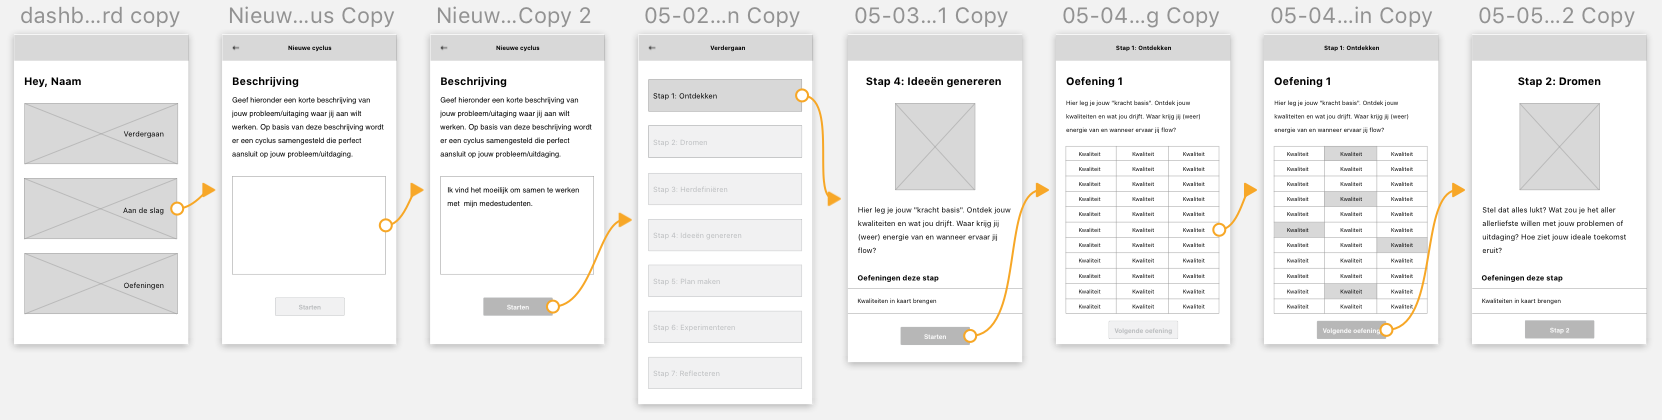 dashb...rd copy
Nieuw...us Copy
Nieuw...Copy 2
05-02...n Copy
05-03...1 Copy
05-04...g Copy
05-04...in Copy
05-05...2 Copy
Hey, Naam
Verdergaan
Aan de slag
Oefeningen
Nieuwe cyclus
Beschrijving
Geef hieronder een korte beschrijving van
jouw probleem/uitaging waar jij aan wilt
werken. Op basis van deze beschrijving wordt
er een cyclus samengesteld die perfect
aansluit op jouw probleem/uitdaging.
Starten
Nieuwe cyclus
Beschrijving
Geef hieronder een korte beschrijving van
jouw probleem/uitaging waar jij aan wilt
werken. Op basis van deze beschrijving wordt
er een cyclus samengesteld die perfect
aansluit op jouw probleem/uitdaging.
Ik vind het moeilijk om samen te werken
met mijn medestudenten.
Starten
Verdergaan
Stap 1: Ontdekken
Stap 2: Dromen
Stap 3: Herdefiniëren
Stap 4: Ideeën genereren
Stap 5: Plan maken
Stap 6: Experimenteren
Stap 7: Reflecteren
Stap 4: Ideeën genereren
Hier leg je jouw "kracht basis". Ontdek jouw
kwaliteiten en wat jou drijft. Waar krijg jij
(weer) energie van en wanneer ervaar jij
flow?
Oefeningen deze stap
Kwaliteiten in kaart brengen
Starten
Stap 1: Ontdekken
Oefening 1
Hier leg je jouw "kracht basis". Ontdek jouw
kwaliteiten en wat jou drijft. Waar krijg jij (weer)
energie van en wanneer ervaar jij flow?
Kwaliteit Kwaliteit Kwaliteit
Kwaliteit Kwaliteit Kwaliteit
Kwaliteit Kwaliteit Kwaliteit
Kwaliteit Kwaliteit Kwaliteit
Kwaliteit Kwaliteit Kwaliteit
Kwaliteit Kwaliteit Kwaliteit
Kwaliteit Kwaliteit Kwaliteit
Kwaliteit Kwaliteit Kwaliteit
Kwaliteit Kwaliteit Kwaliteit
Kwaliteit Kwaliteit Kwaliteit
Kwaliteit Kwaliteit Kwaliteit
Volgende oefening
Stap 1: Ontdekken
Oefening 1
Hier leg je jouw "kracht basis". Ontdek jouw
kwaliteiten en wat jou drijft. Waar krijg jij (weer)
energie van en wanneer ervaar jij flow?
Kwaliteit Kwaliteit Kwaliteit
Kwaliteit Kwaliteit Kwaliteit
Kwaliteit Kwaliteit Kwaliteit
Kwaliteit Kwaliteit Kwaliteit
Kwaliteit Kwaliteit Kwaliteit
Kwaliteit Kwaliteit Kwaliteit
Kwaliteit Kwaliteit Kwaliteit
Kwaliteit Kwaliteit Kwaliteit
Kwaliteit Kwaliteit Kwaliteit
Kwaliteit Kwaliteit Kwaliteit
Kwaliteit Kwaliteit Kwaliteit
Volgende oefening
Stap 2: Dromen
Stel dat alles lukt? Wat zou je het aller
allerliefste willen met jouw problemen of
uitdaging? Hoe ziet jouw ideale toekomst
eruit?
Oefeningen deze stap
Kwaliteiten in kaart brengen
Stap 2